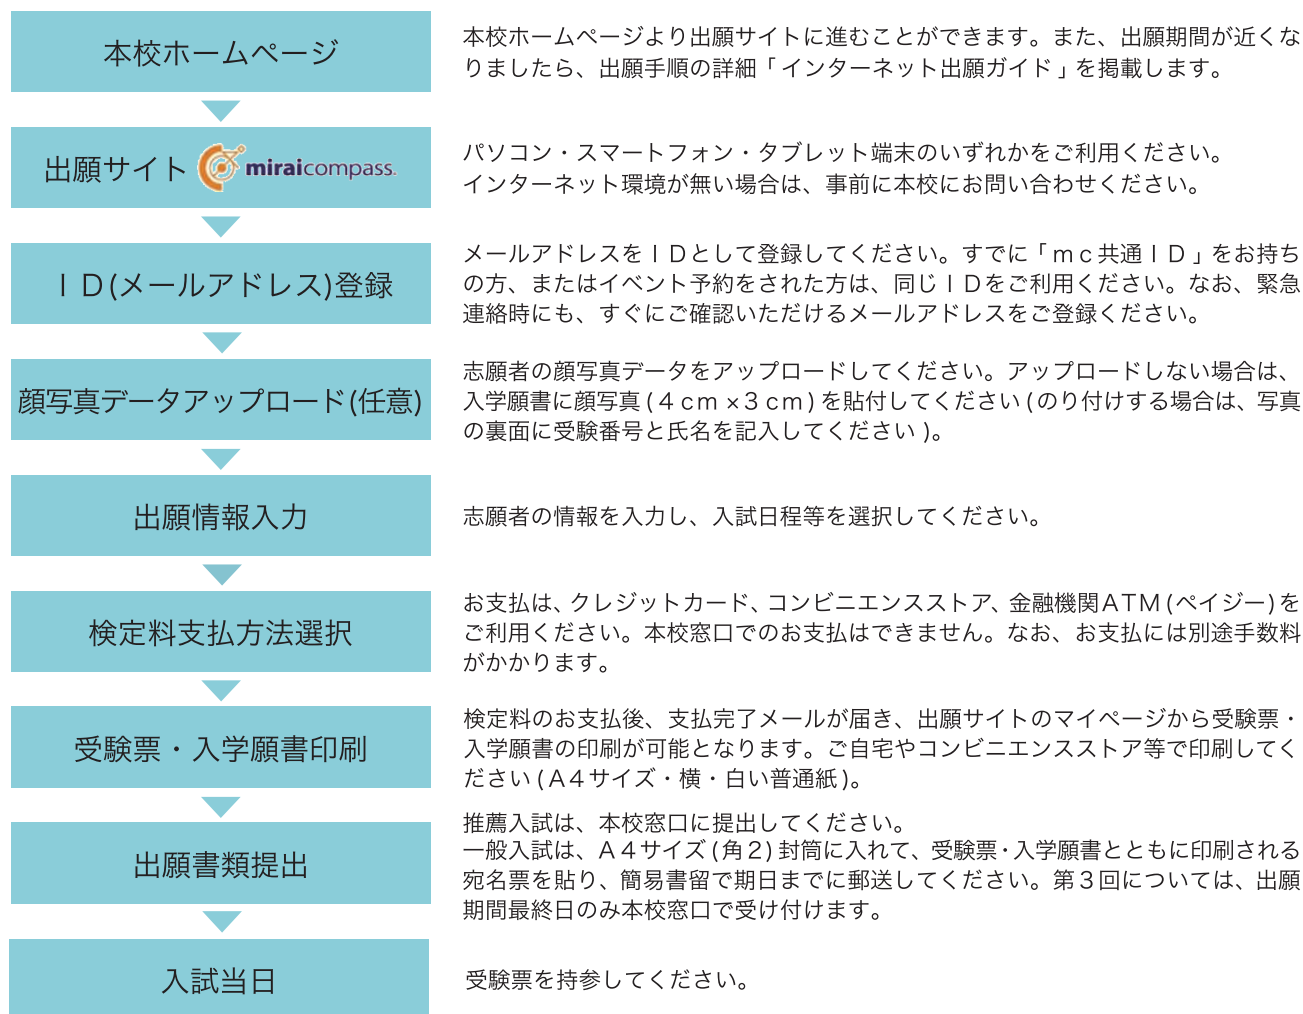 本校ホームページ
本校ホームページより出願サイトに進むことができます。また、出願期間が近くな
りましたら、出願手順の詳細「インターネット出願ガイド」を掲載します。
出願サイト miraicompass
パソコン・スマートフォン・タブレット端末のいずれかをご利用ください。
インターネット環境が無い場合は、事前に本校にお問い合わせください。
ＩＤ(メールアドレス)登録
メールアドレスをＩＤとして登録してください。すでに「ｍｃ共通ＩＤ」をお持ち
の方、またはイベント予約をされた方は、同じＩＤをご利用ください。なお、緊急
連絡時にも、すぐにご確認いただけるメールアドレスをご登録ください。
顔写真データアップロード(任意)
志願者の顔写真データをアップロードしてください。アップロードしない場合は、
入学願書に顔写真(４ｃｍ×３ｃｍ)を貼付してください(のり付けする場合は、写真
の裏面に受験番号と氏名を記入してください)。
出願情報入力
志願者の情報を入力し、入試日程等を選択してください。
検定料支払方法選択
お支払は、クレジットカード、コンビニエンスストア、金融機関ＡＴＭ(ペイジー)を
ご利用ください。本校窓口でのお支払はできません。なお、お支払には別途手数料
がかかります。
受験票・入学願書印刷
検定料のお支払後、支払完了メールが届き、出願サイトのマイページから受験票・
入学願書の印刷が可能となります。ご自宅やコンビニエンスストア等で印刷してく
ださい(Ａ４サイズ・横・白い普通紙)。
出願書類提出
推薦入試は、本校窓口に提出してください。
一般入試は、Ａ４サイズ(角２)封筒に入れて、受験票・入学願書とともに印刷される
宛名票を貼り、簡易書留で期日までに郵送してください。第３回については、出願
期間最終日のみ本校窓口で受け付けます。
入試当日
受験票を持参してください。